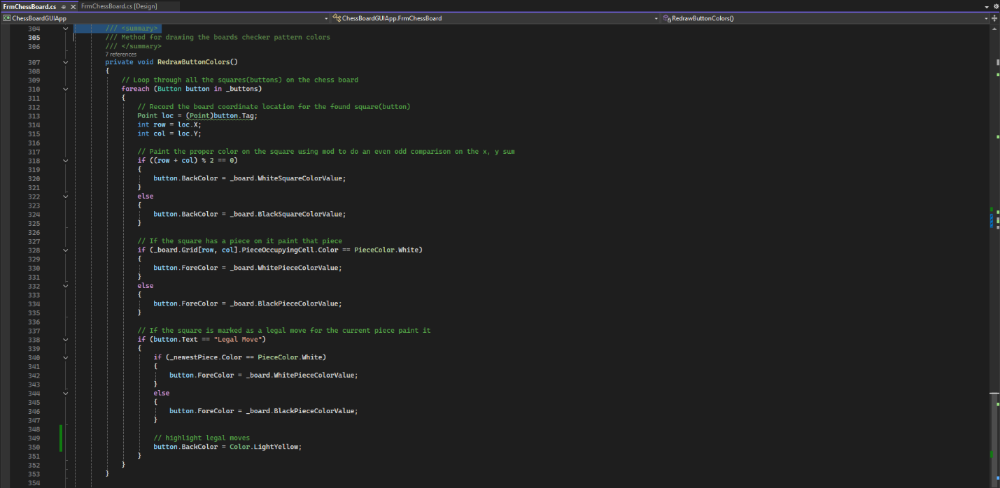 FrmChessBoard.cs FrmChessBoard.cs [Design]
ChessBoardGUIApp ChessBoardGUIApp.FrmChessBoard RedrawButtonColors()
304 /// <summary>
305 /// Method for drawing the boards checker pattern colors
306 /// </summary>
7 references
307 private void RedrawButtonColors()
308 {
309 // Loop through all the squares(buttons) on the chess board
310 foreach (Button button in _buttons)
311 {
312 // Record the board coordinate location for the found square(button)
313 Point loc = (Point)button.Tag;
314 int row = loc.X;
315 int col = loc.Y;
316
317 // Paint the proper color on the square using mod to do an even odd comparison on the x, y sum
318 if ((row + col) % 2 == 0)
319 {
320 button.BackColor = _board.WhiteSquareColorValue;
321 }
322 else
323 {
324 button.BackColor = _board.BlackSquareColorValue;
325 }
326
327 // If the square has a piece on it paint that piece
328 if (_board.Grid[row, col].PieceOccupyingCell.Color == PieceColor.White)
329 {
330 button.ForeColor = _board.WhitePieceColorValue;
331 }
332 else
333 {
334 button.ForeColor = _board.BlackPieceColorValue;
335 }
336
337 // If the square is marked as a legal move for the current piece paint it
338 if (button.Text == "Legal Move")
339 {
340 if (_newestPiece.Color == PieceColor.White)
341 {
342 button.ForeColor = _board.WhitePieceColorValue;
343 }
344 else
345 {
346 button.ForeColor = _board.BlackPieceColorValue;
347 }
348
349 // highlight legal moves
350 button.BackColor = Color.LightYellow;
351 }
352 }
353 }
354